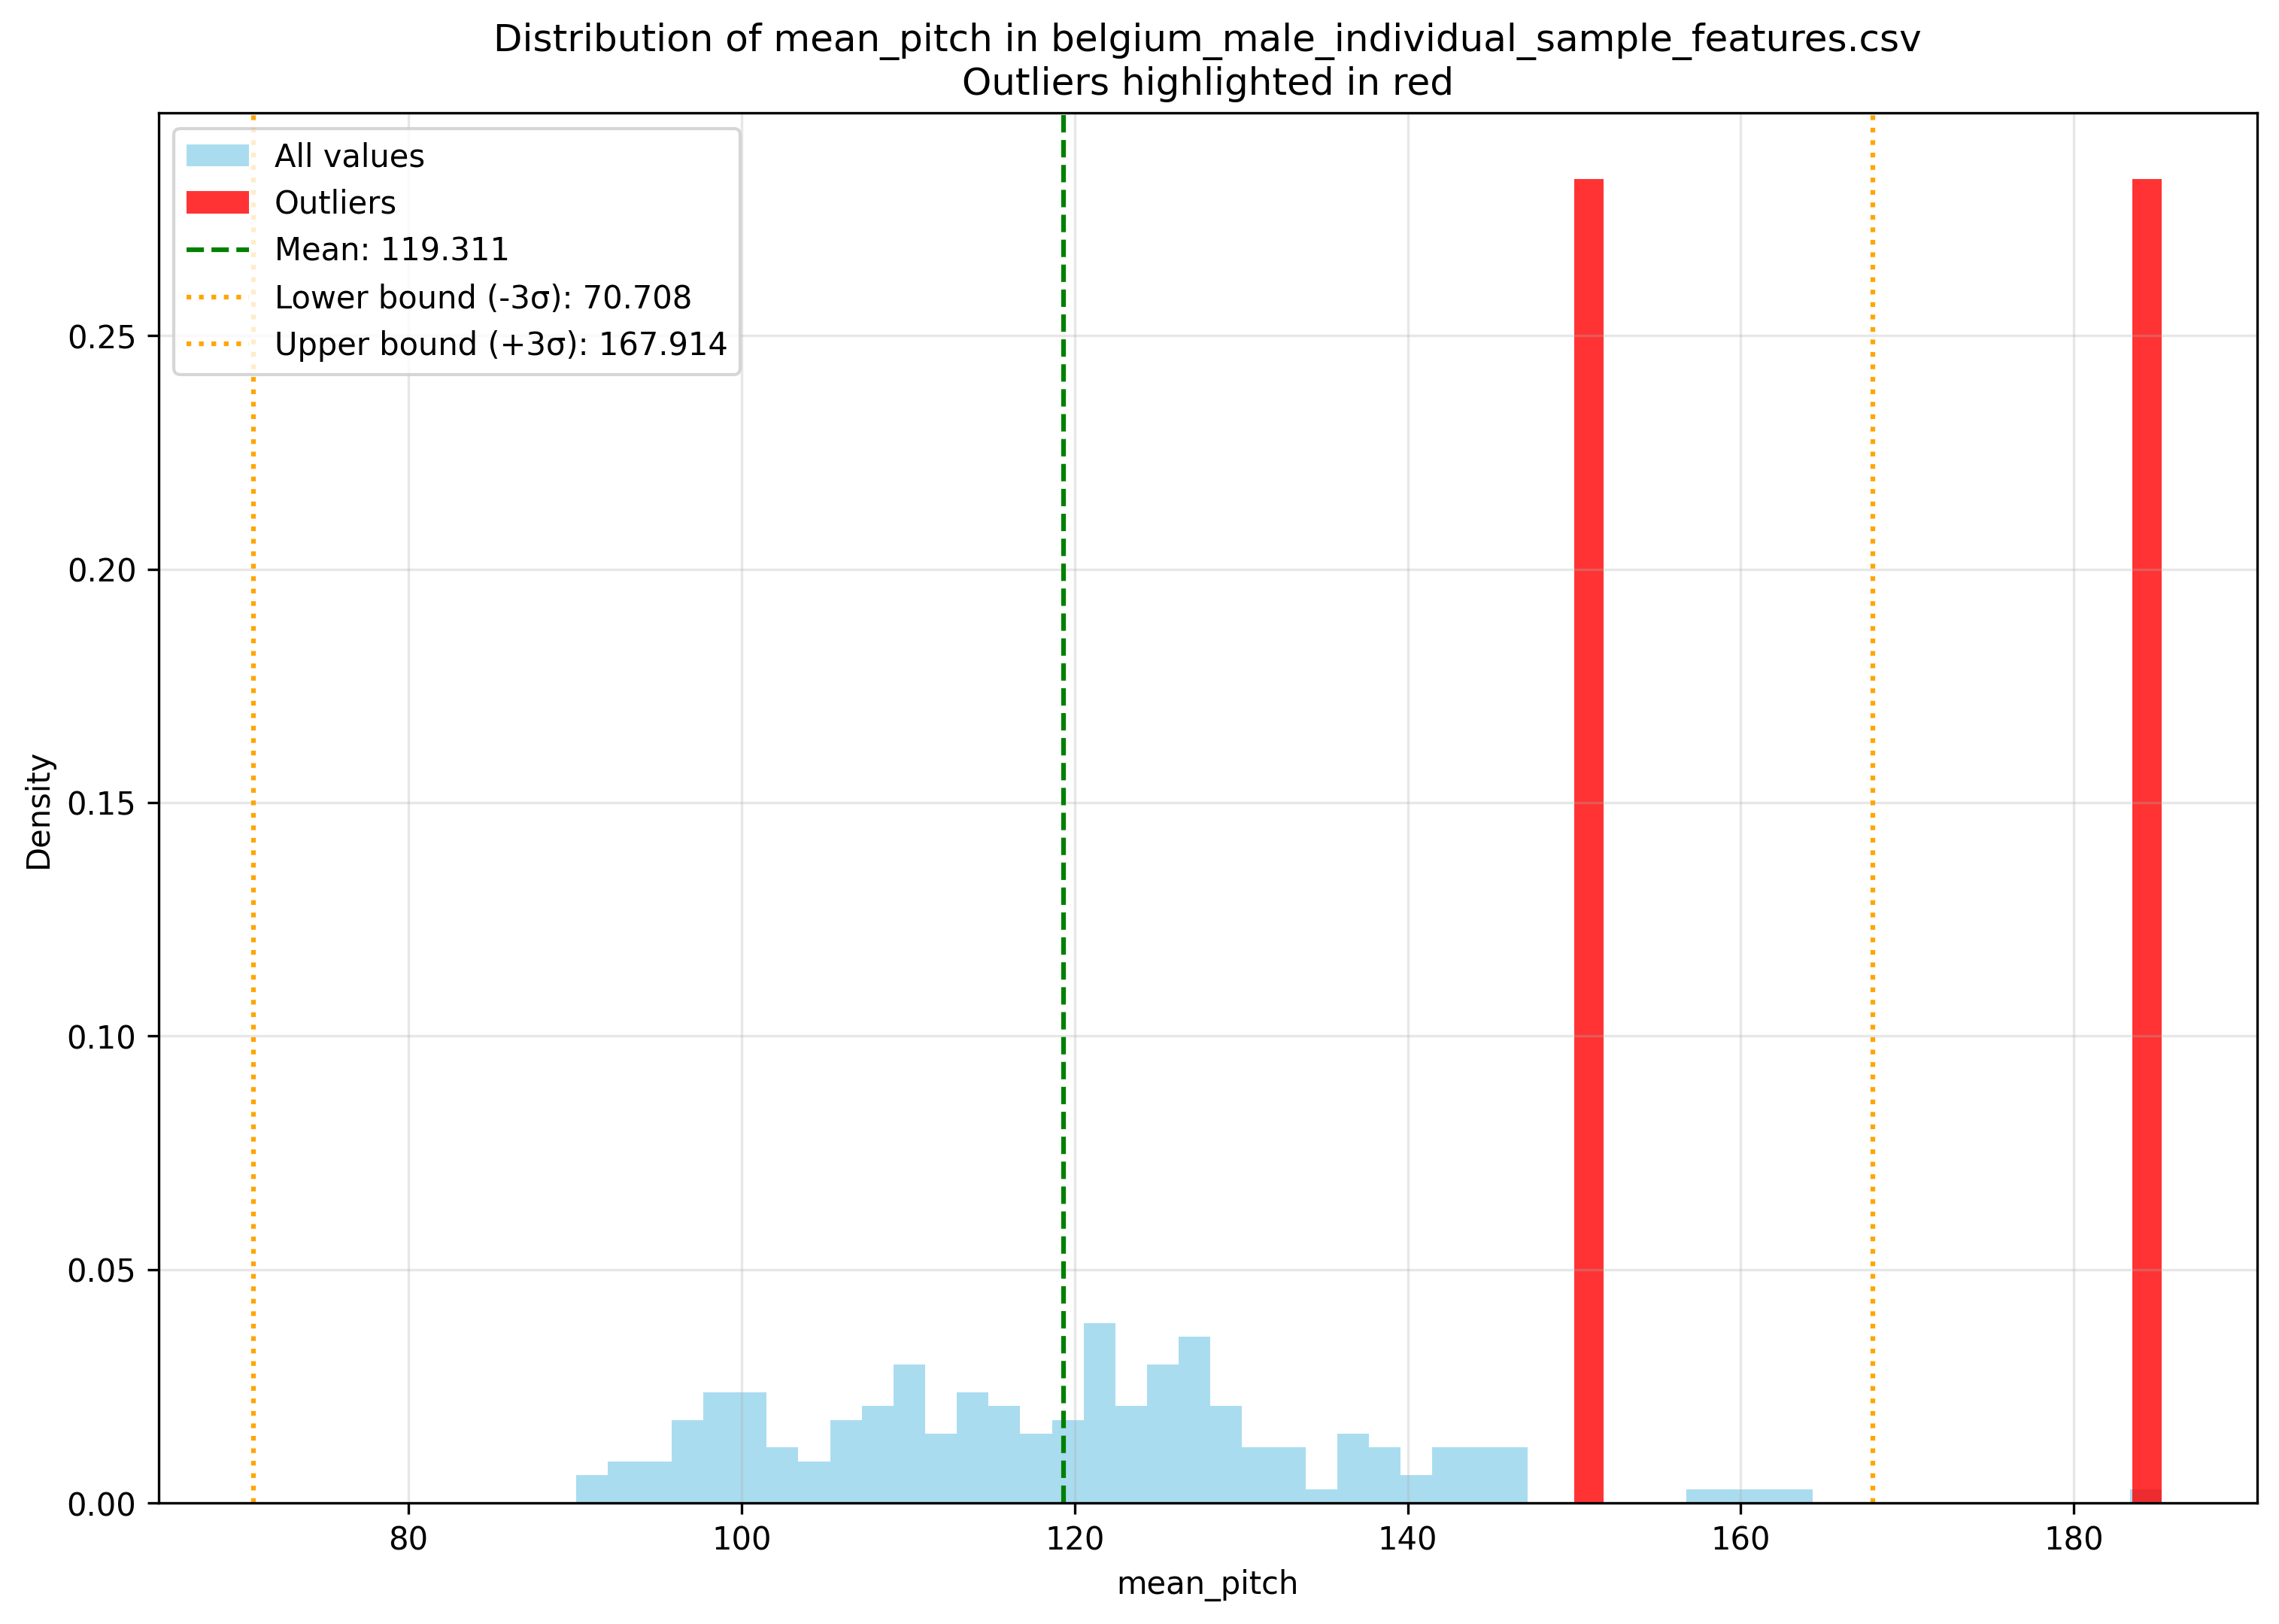 Distribution of mean_pitch in belgium_male_individual_sample_features.csv
Outliers highlighted in red
All values
Outliers
Mean: 119.311
Lower bound (-3σ): 70.708
Upper bound (+3σ): 167.914
0.25
0.20
0.15
0.10
0.05
0.00
Density
80 100 120 140 160 180
mean_pitch